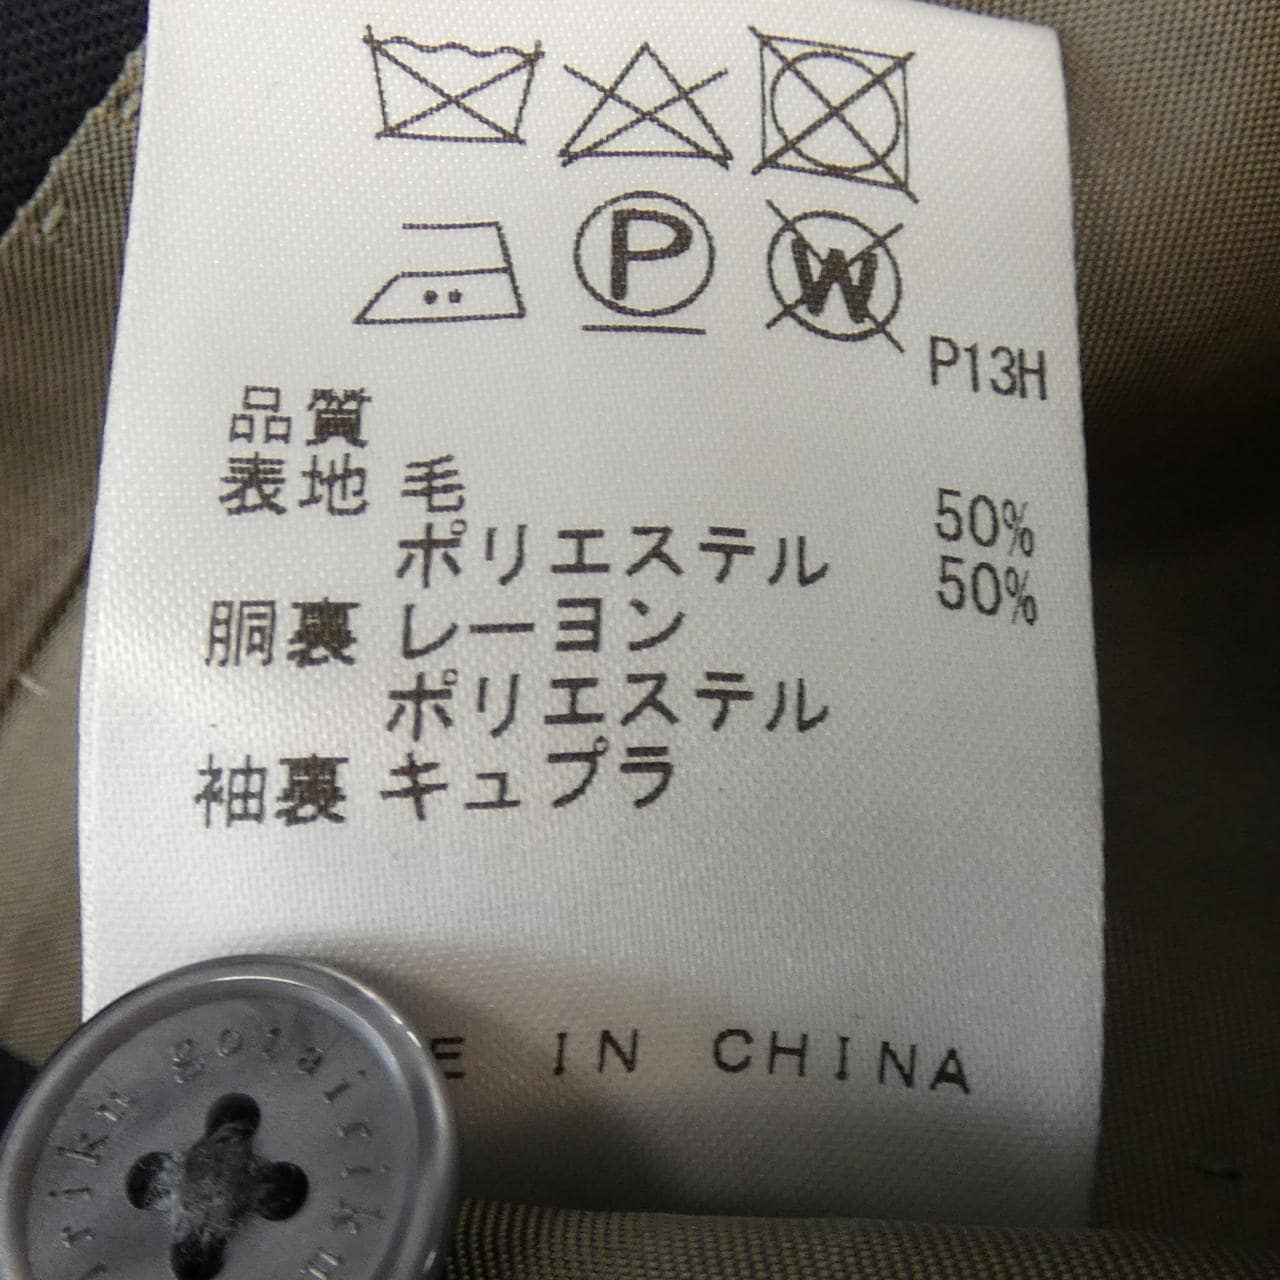 P
W
P13H
品質
表地 毛 50%
ポリエステル 50%
胴裏 レーヨン
ポリエステル
袖裏 キュプラ
IN CHINA
gotairiku